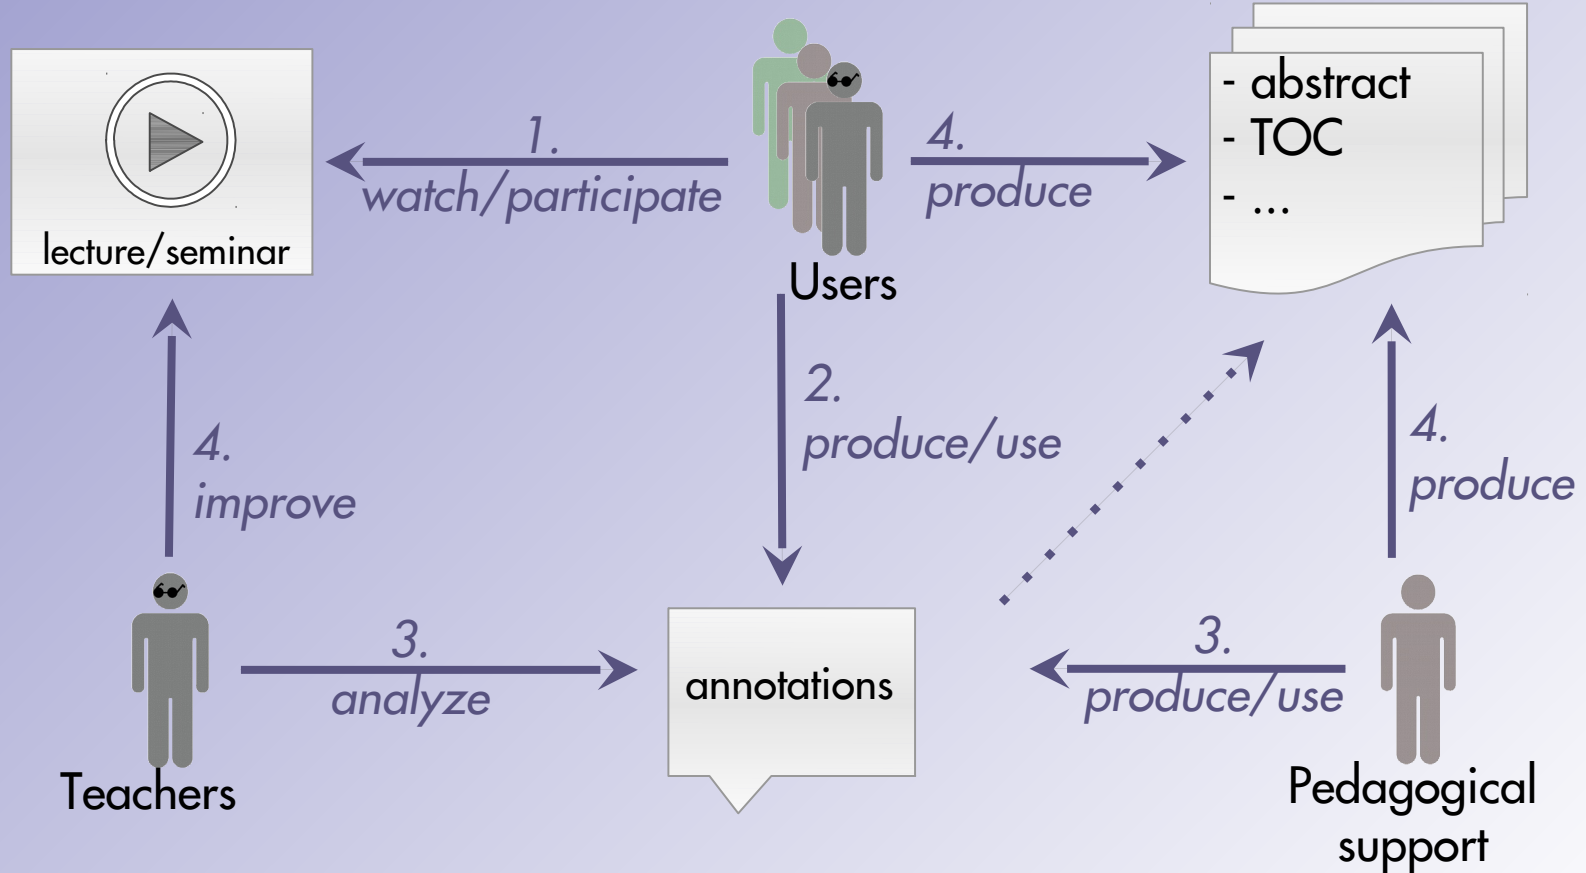 lecture/seminar
1.
watch/participate
Users
4.
produce
- abstract
- TOC
- ...
2.
produce/use
4.
improve
4.
produce
Teachers
3.
analyze
annotations
3.
produce/use
Pedagogical
support